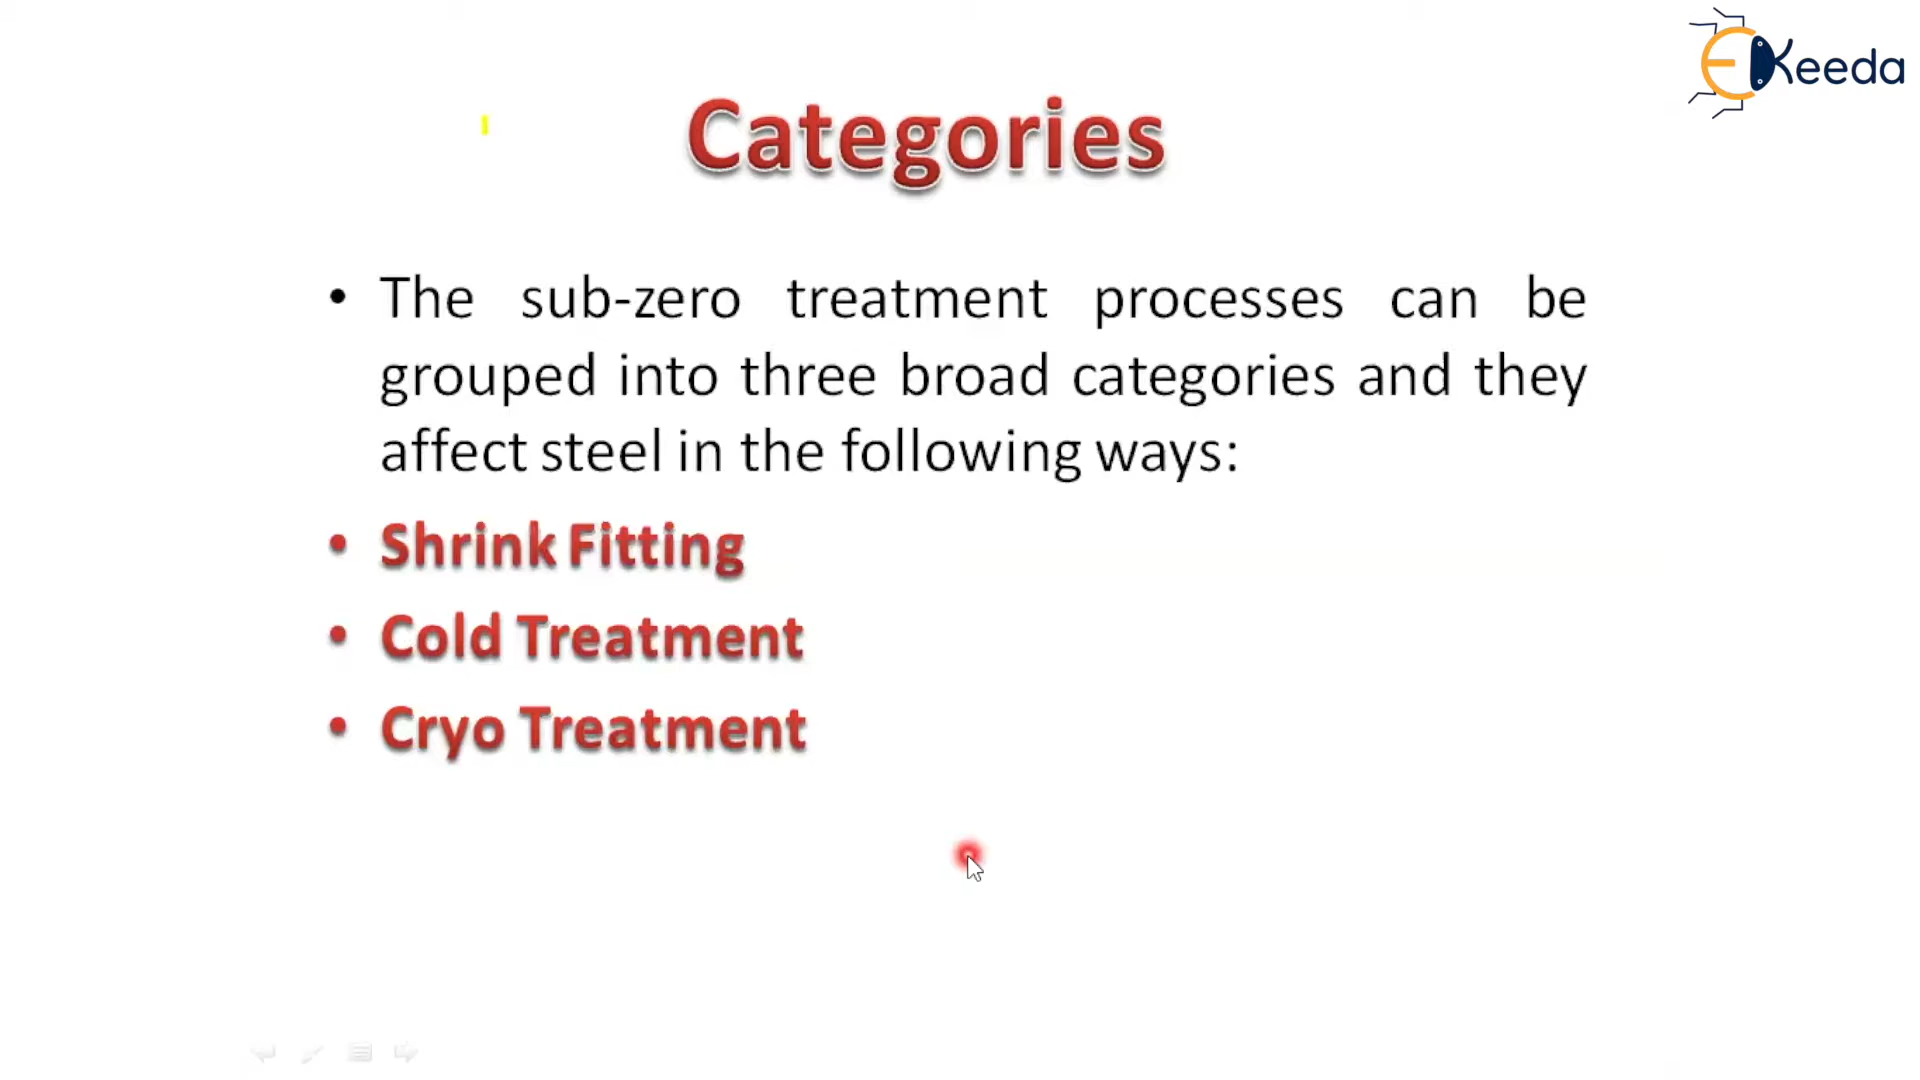 EKeeda
Categories
• The sub-zero treatment processes can be
grouped into three broad categories and they
affect steel in the following ways:
• Shrink Fitting
• Cold Treatment
• Cryo Treatment